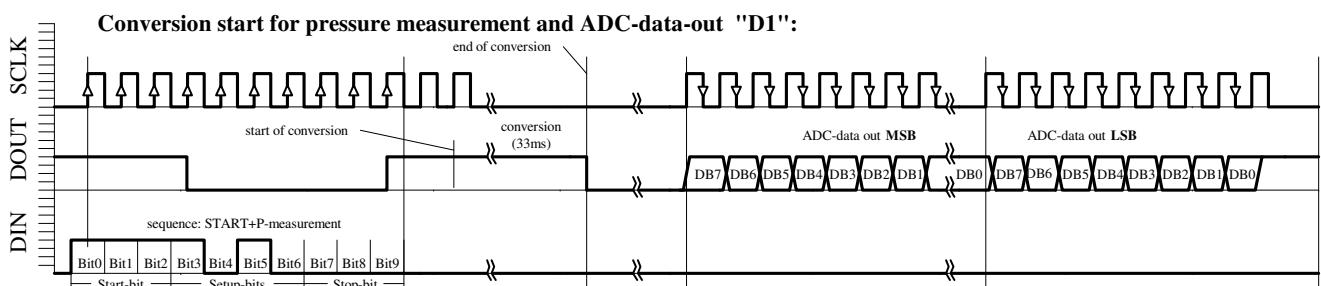 Conversion start for pressure measurement and ADC-data-out "D1":
end of conversion
SCLK
start of conversion
conversion
(33ms)
ADC-data out MSB
ADC-data out LSB
DOUT
DB7 DB6 DB5 DB4 DB3 DB2 DB1 DB0 DB7 DB6 DB5 DB4 DB3 DB2 DB1 DB0
sequence: START+P-measurement
DIN
Bit0 Bit1 Bit2 Bit3 Bit4 Bit5 Bit6 Bit7 Bit8 Bit9
Start-bit Setup-bits Stop-bit